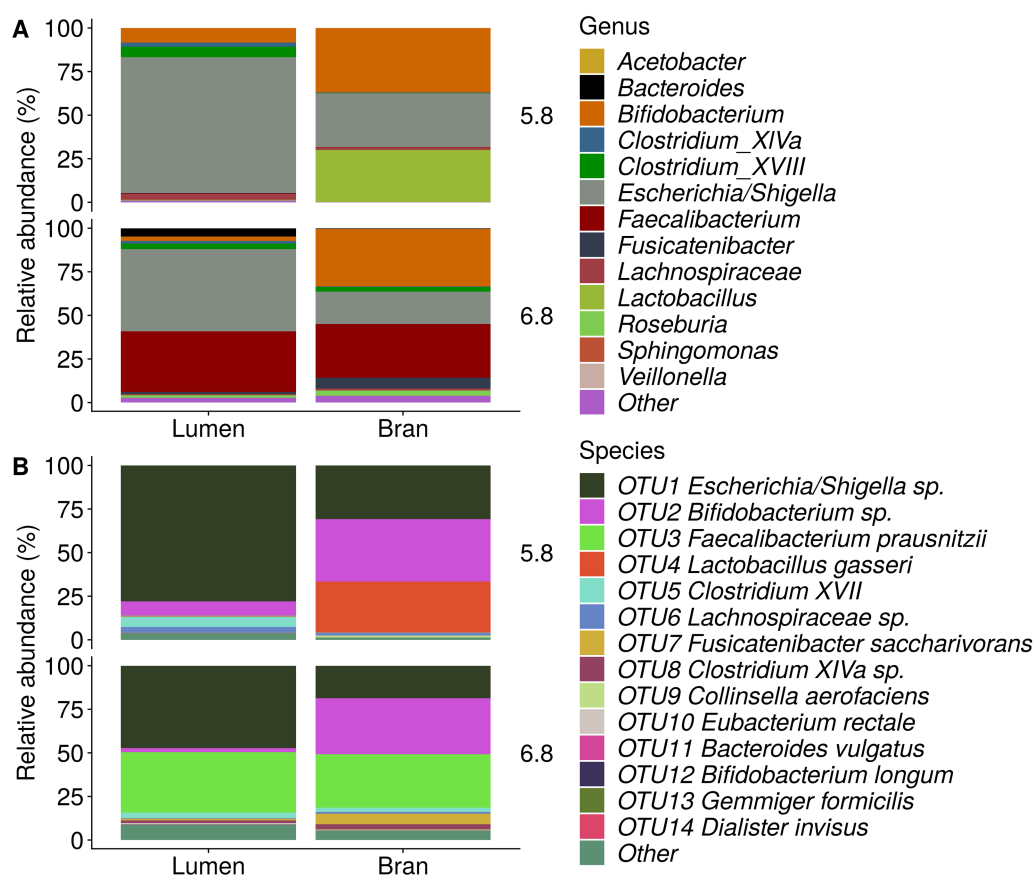 A
Relative abundance (%)
100
75
50
25
0
5.8
100
75
50
25
0
6.8
Lumen
Bran
Genus
Acetobacter
Bacteroides
Bifidobacterium
Clostridium_XIVa
Clostridium_XVIII
Escherichia/Shigella
Faecalibacterium
Fusicatenibacter
Lachnospiraceae
Lactobacillus
Roseburia
Sphingomonas
Veillonella
Other
B
Relative abundance (%)
100
75
50
25
0
5.8
100
75
50
25
0
6.8
Lumen
Bran
Species
OTU1 Escherichia/Shigella sp.
OTU2 Bifidobacterium sp.
OTU3 Faecalibacterium prausnitzii
OTU4 Lactobacillus gasseri
OTU5 Clostridium XVII
OTU6 Lachnospiraceae sp.
OTU7 Fusicatenibacter saccharivorans
OTU8 Clostridium XIVa sp.
OTU9 Collinsella aerofaciens
OTU10 Eubacterium rectale
OTU11 Bacteroides vulgatus
OTU12 Bifidobacterium longum
OTU13 Gemmiger formicilis
OTU14 Dialister invisus
Other